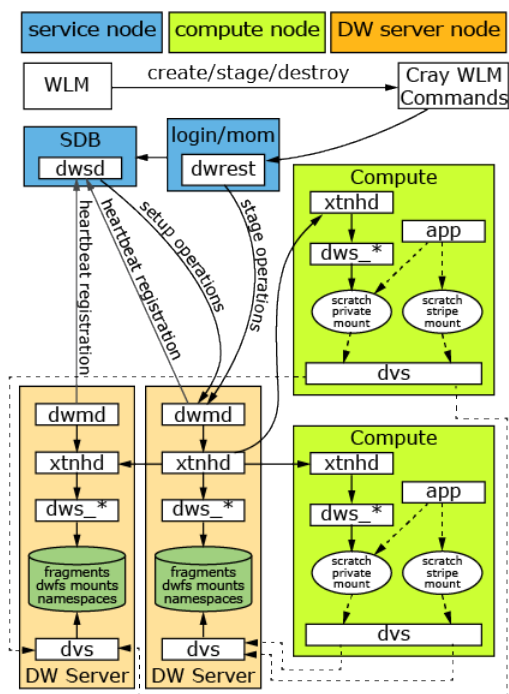 service node
compute node
DW server node
WLM
create/stage/destroy
Cray WLM
Commands
SDB
dwsd
login/mom
dwrest
heartbeat registration
heartbeat registration
setup operations
stage operations
Compute
xtnhd
app
dws_*
scratch
private
mount
scratch
stripe
mount
dvs
dwmd
xtnhd
dws_*
fragments
dwfs mounts
namespaces
dvs
DW Server
dwmd
xtnhd
dws_*
fragments
dwfs mounts
namespaces
dvs
DW Server
Compute
xtnhd
app
dws_*
scratch
private
mount
scratch
stripe
mount
dvs